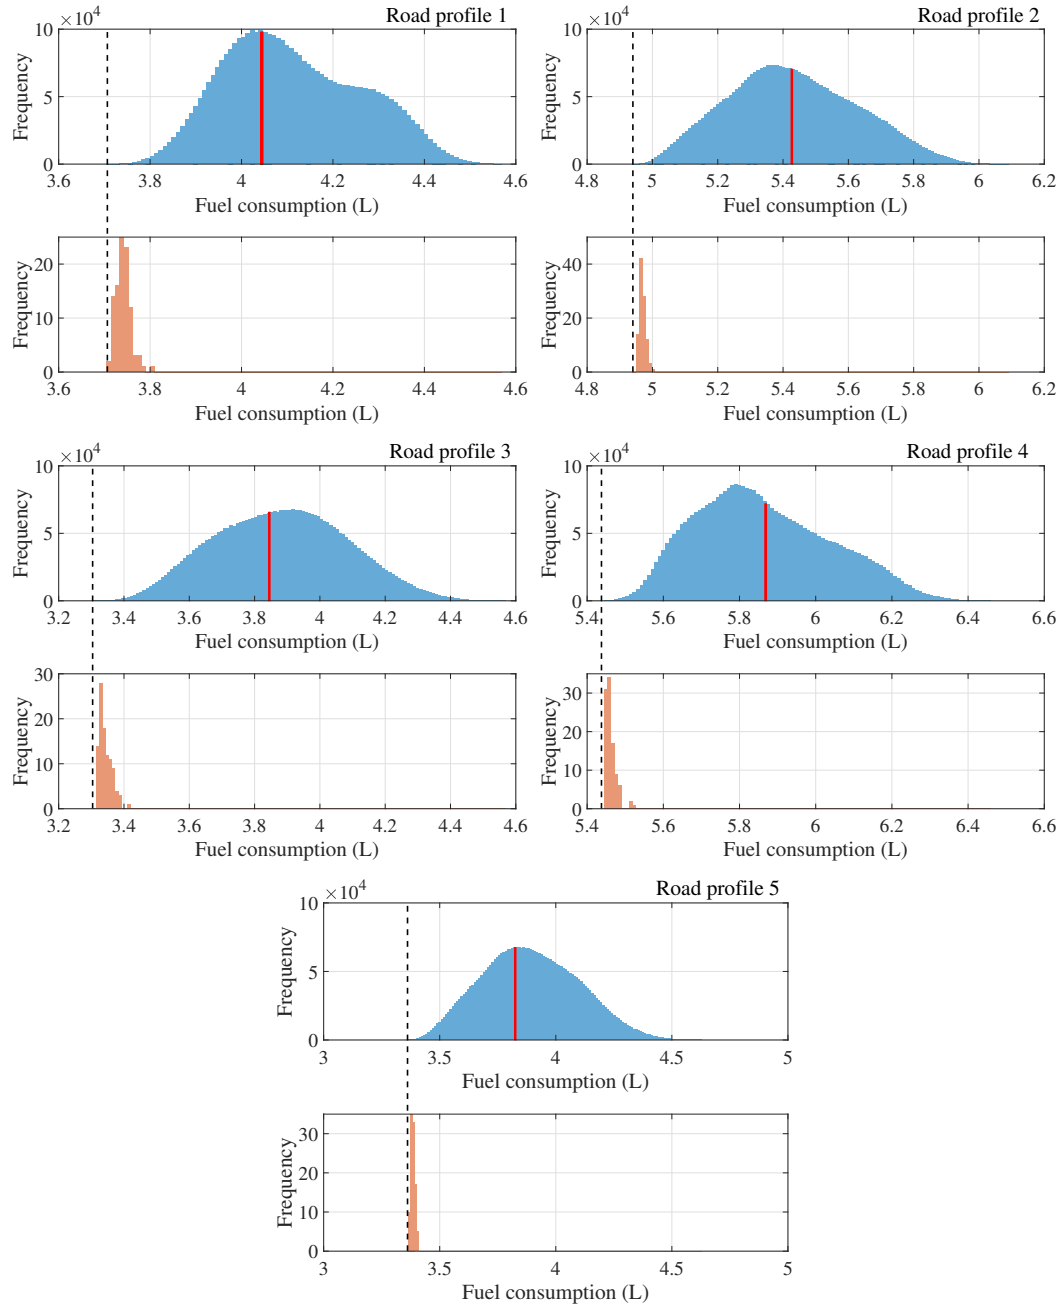 ×10^4 Road profile 1
10
5
0
Frequency
3.6 3.8 4 4.2 4.4 4.6
Fuel consumption (L)
×10^4 Road profile 2
10
5
0
Frequency
4.8 5 5.2 5.4 5.6 5.8 6 6.2
Fuel consumption (L)
20
10
0
Frequency
3.6 3.8 4 4.2 4.4 4.6
Fuel consumption (L)
40
20
0
Frequency
4.8 5 5.2 5.4 5.6 5.8 6 6.2
Fuel consumption (L)
×10^4 Road profile 3
10
5
0
Frequency
3.2 3.4 3.6 3.8 4 4.2 4.4 4.6
Fuel consumption (L)
×10^4 Road profile 4
10
5
0
Frequency
5.4 5.6 5.8 6 6.2 6.4 6.6
Fuel consumption (L)
30
20
10
0
Frequency
3.2 3.4 3.6 3.8 4 4.2 4.4 4.6
Fuel consumption (L)
30
20
10
0
Frequency
5.4 5.6 5.8 6 6.2 6.4 6.6
Fuel consumption (L)
×10^4 Road profile 5
10
5
0
Frequency
3 3.5 4 4.5 5
Fuel consumption (L)
30
20
10
0
Frequency
3 3.5 4 4.5 5
Fuel consumption (L)